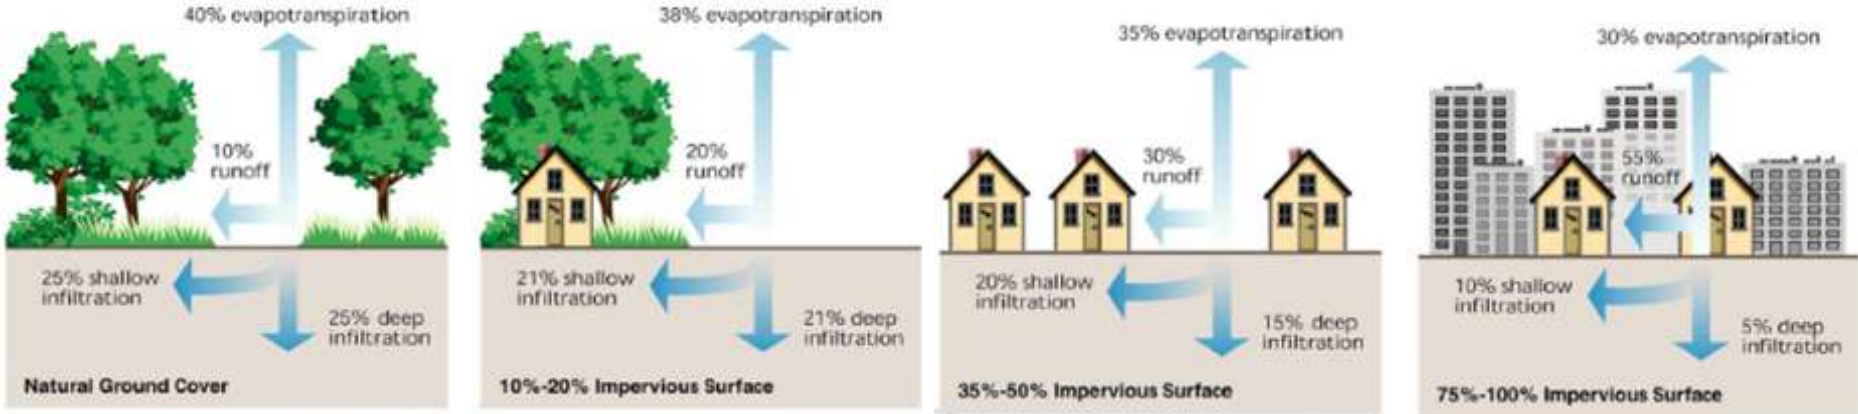 40% evapotranspiration
10%
runoff
25% shallow
infiltration
25% deep
infiltration
Natural Ground Cover
38% evapotranspiration
20%
runoff
21% shallow
infiltration
21% deep
infiltration
10%-20% Impervious Surface
35% evapotranspiration
30%
runoff
20% shallow
infiltration
15% deep
infiltration
35%-50% Impervious Surface
30% evapotranspiration
55%
runoff
10% shallow
infiltration
5% deep
infiltration
75%-100% Impervious Surface